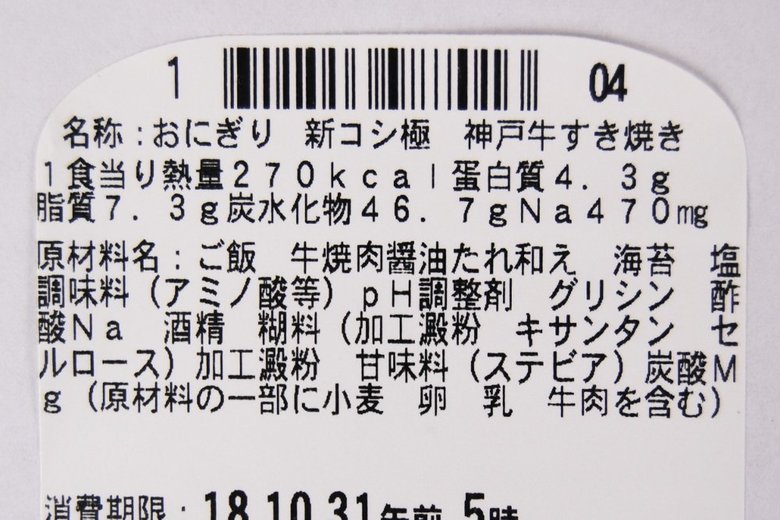 1 04
名称：おにぎり　新コシ極　神戸牛すき焼き
１食当り熱量２７０ｋｃａｌ蛋白質４．３ｇ
脂質７．３ｇ炭水化物４６．７ｇＮａ４７０㎎
原材料名：ご飯　牛焼肉醤油たれ和え　海苔　塩
調味料（アミノ酸等）ｐＨ調整剤　グリシン　酢
酸Ｎａ　酒精　糊料（加工澱粉　キサンタン　セ
ルロース）加工澱粉　甘味料（ステビア）炭酸Ｍ
ｇ（原材料の一部に小麦　卵　乳　牛肉を含む）
消費期限：18.10.31午前 5時